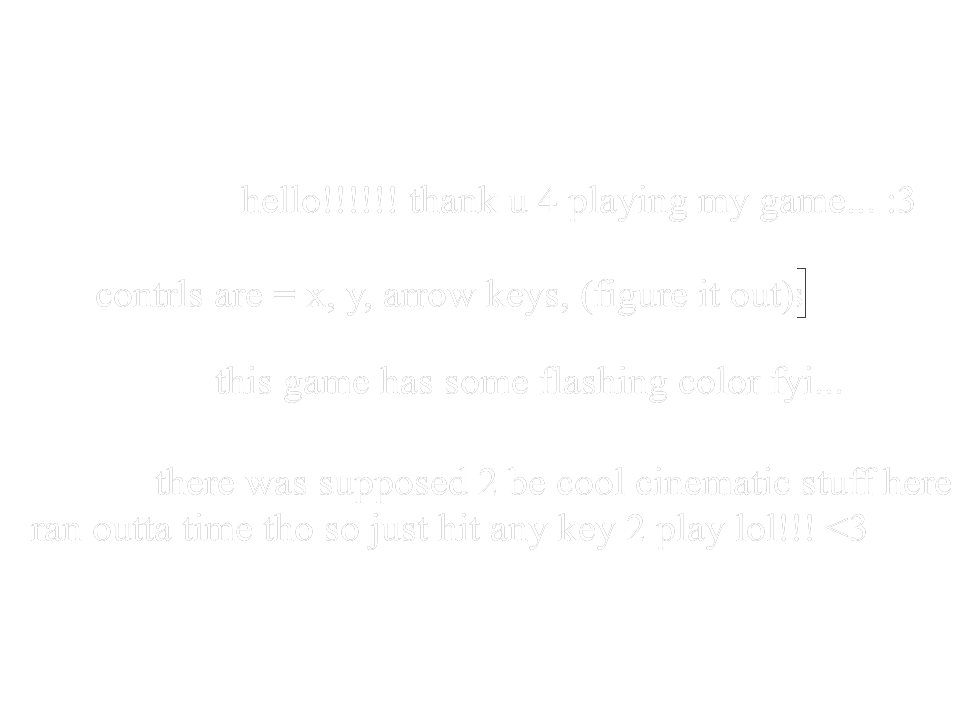 hello!!!!!! thank u 4 playing my game... :3
contrls are = x, y, arrow keys, (figure it out)]
this game has some flashing color fyi...
there was supposed 2 be cool cinematic stuff here
ran outta time tho so just hit any key 2 play lol!!! <3